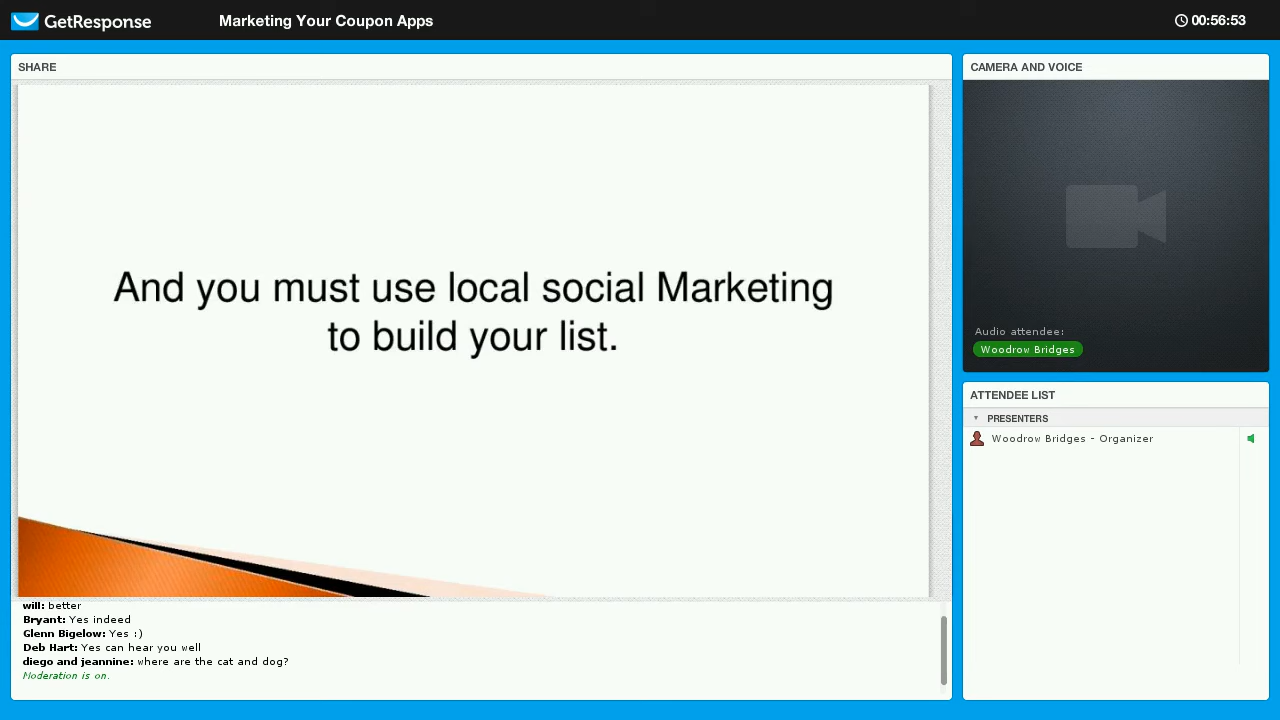 GetResponse
Marketing Your Coupon Apps
00:56:53
SHARE
And you must use local social Marketing
to build your list.
will: better
Bryant: Yes indeed
Glenn Bigelow: Yes :)
Deb Hart: Yes can hear you well
diego and jeannine: where are the cat and dog?
Moderation is on.
CAMERA AND VOICE
Audio attendee:
Woodrow Bridges
ATTENDEE LIST
PRESENTERS
Woodrow Bridges - Organizer